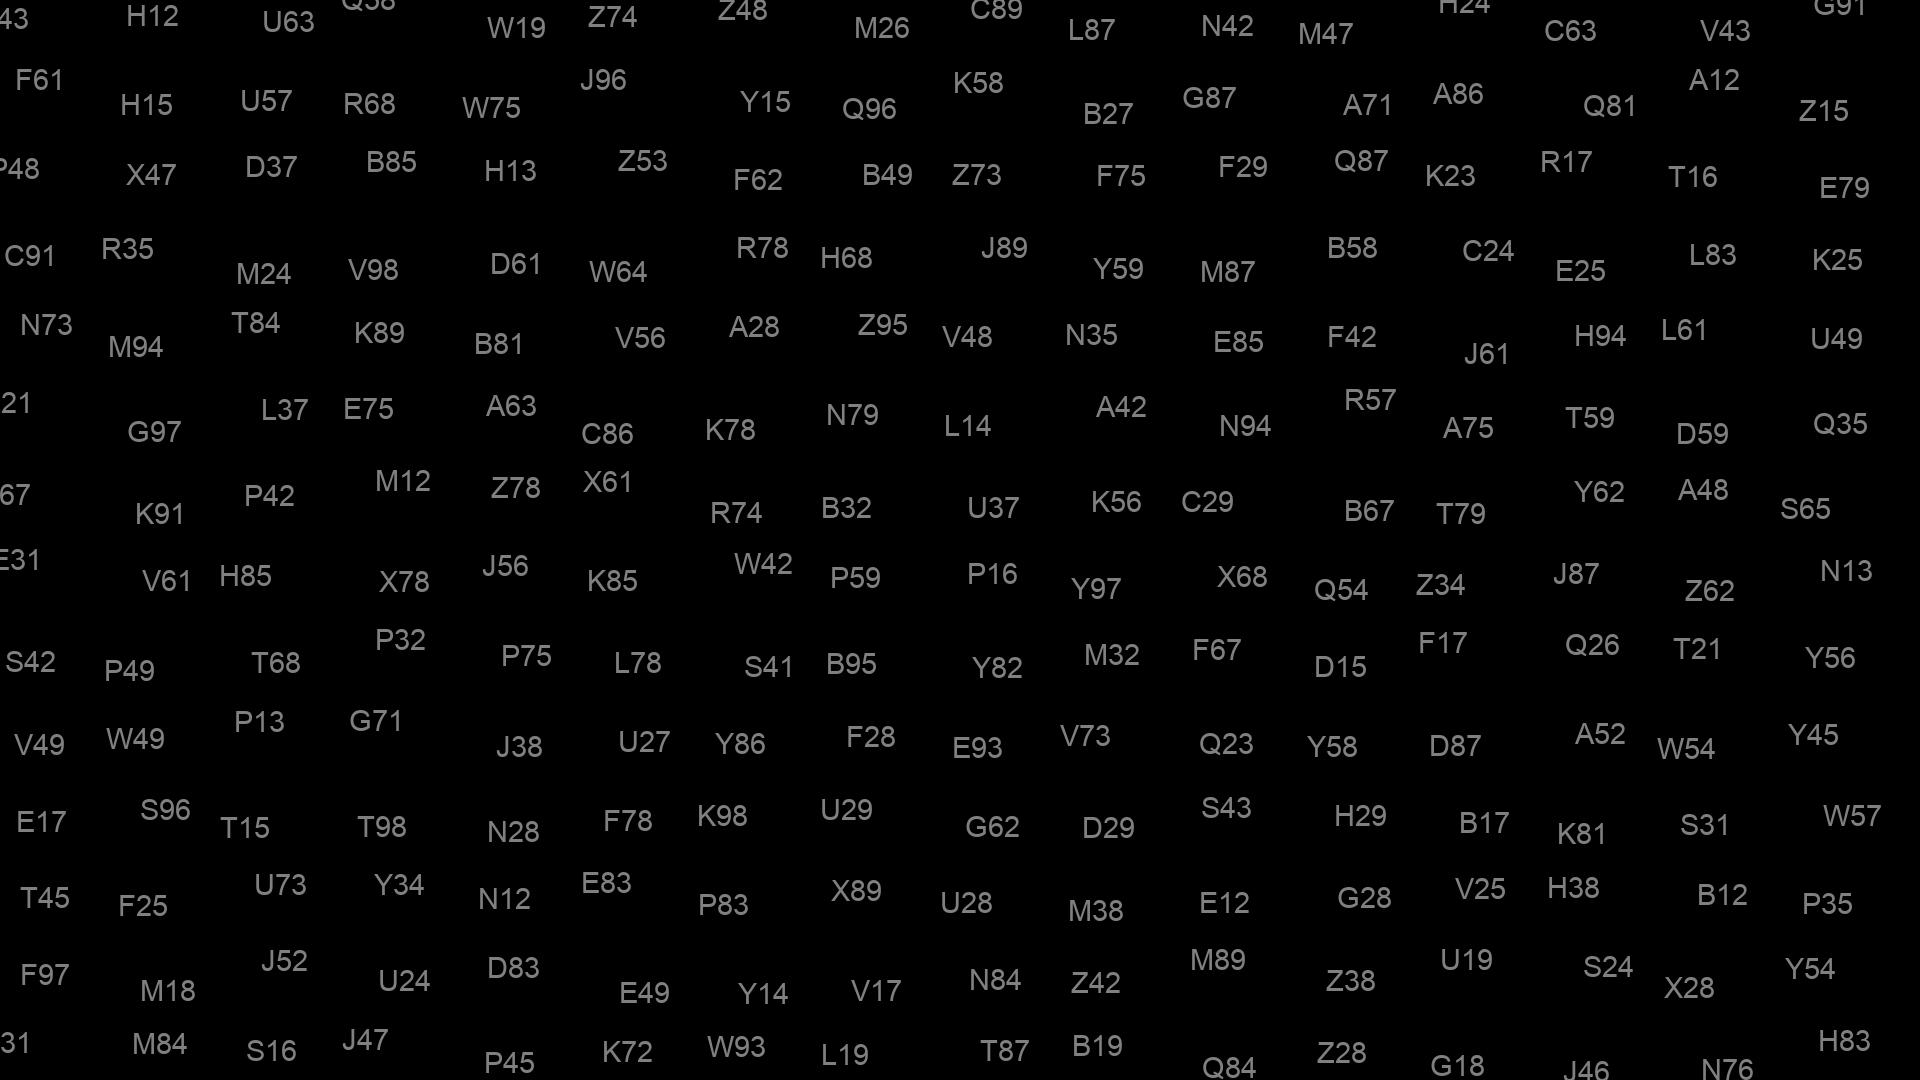 43 H12 U63 Q38 W19 Z74 Z48 M26 C89 L87 N42 M47 H24 C63 V43 G91
F61 H15 U57 R68 W75 J96 Y15 Q96 K58 B27 G87 A71 A86 Q81 A12 Z15
P48 X47 D37 B85 H13 Z53 F62 B49 Z73 F75 F29 Q87 K23 R17 T16 E79
C91 R35 M24 V98 D61 W64 R78 H68 J89 Y59 M87 B58 C24 E25 L83 K25
N73 M94 T84 K89 B81 V56 A28 Z95 V48 N35 E85 F42 J61 H94 L61 U49
21 G97 L37 E75 A63 C86 K78 N79 L14 A42 N94 R57 A75 T59 D59 Q35
67 K91 P42 M12 Z78 X61 R74 B32 U37 K56 C29 B67 T79 Y62 A48 S65
E31 V61 H85 X78 J56 K85 W42 P59 P16 Y97 X68 Q54 Z34 J87 Z62 N13
S42 P49 T68 P32 P75 L78 S41 B95 Y82 M32 F67 D15 F17 Q26 T21 Y56
V49 W49 P13 G71 J38 U27 Y86 F28 E93 V73 Q23 Y58 D87 A52 W54 Y45
E17 S96 T15 T98 N28 F78 K98 U29 G62 D29 S43 H29 B17 K81 S31 W57
T45 F25 U73 Y34 N12 E83 P83 X89 U28 M38 E12 G28 V25 H38 B12 P35
F97 M18 J52 U24 D83 E49 Y14 V17 N84 Z42 M89 Z38 U19 S24 X28 Y54
31 M84 S16 J47 P45 K72 W93 L19 T87 B19 Q84 Z28 G18 J46 N76 H83